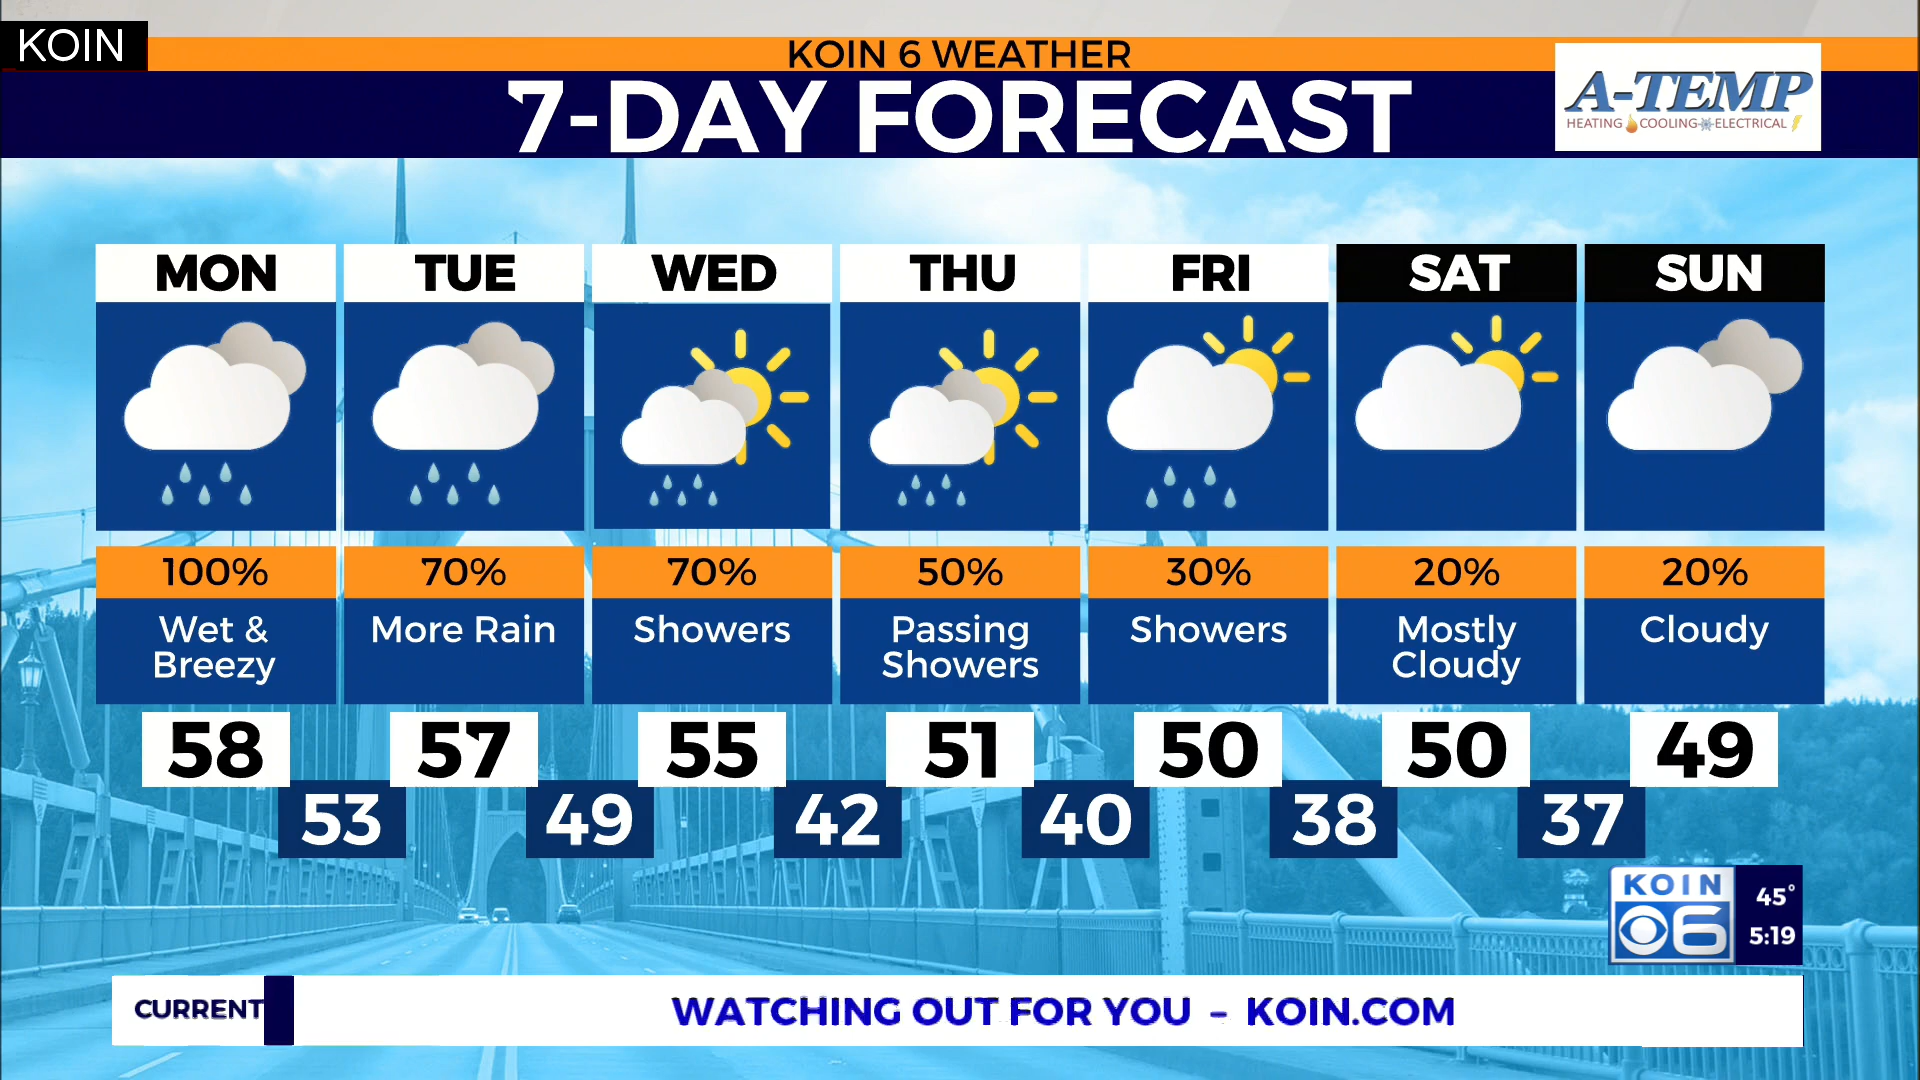 KOIN
KOIN 6 WEATHER
7-DAY FORECAST
A-TEMP
HEATING COOLING ELECTRICAL
MON TUE WED THU FRI SAT SUN
100% 70% 70% 50% 30% 20% 20%
Wet & Breezy
More Rain
Showers
Passing Showers
Showers
Mostly Cloudy
Cloudy
58 57 55 51 50 50 49
53 49 42 40 38 37
KOIN
6
45°
5:19
CURRENT
WATCHING OUT FOR YOU – KOIN.COM